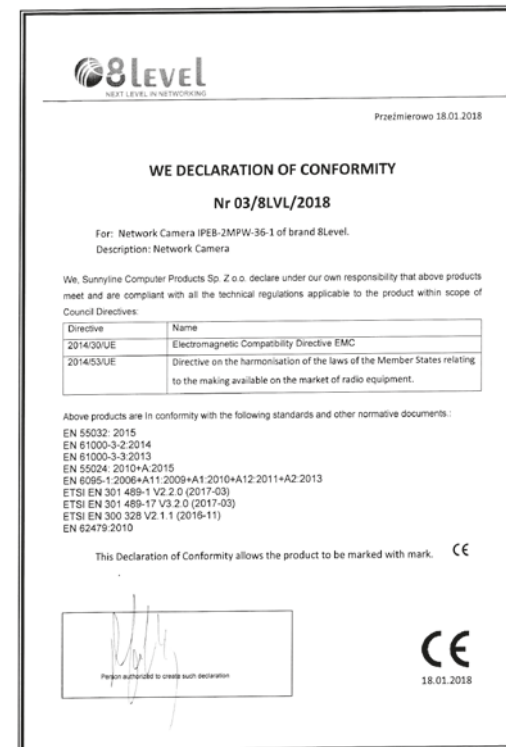 8LEVEL
NEXT LEVEL IN NETWORKING
Przeźmierowo 18.01.2018
WE DECLARATION OF CONFORMITY
Nr 03/8LVL/2018
For: Network Camera IPEB-2MPW-36-1 of brand 8Level.
Description: Network Camera
We, Sunnyline Computer Products Sp. Z o.o. declare under our own responsibility that above products
meet and are compliant with all the technical regulations applicable to the product within scope of
Council Directives:
Directive Name
2014/30/UE Electromagnetic Compatibility Directive EMC
2014/53/UE Directive on the harmonisation of the laws of the Member States relating
to the making available on the market of radio equipment.
Above products are In conformity with the following standards and other normative documents.:
EN 55032: 2015
EN 61000-3-2:2014
EN 61000-3-3:2013
EN 55024: 2010+A:2015
EN 6095-1:2006+A11:2009+A1:2010+A12:2011+A2:2013
ETSI EN 301 489-1 V2.2.0 (2017-03)
ETSI EN 301 489-17 V3.2.0 (2017-03)
ETSI EN 300 328 V2.1.1 (2016-11)
EN 62479:2010
This Declaration of Conformity allows the product to be marked with mark. CE
Person authorized to create such declaration
CE
18.01.2018